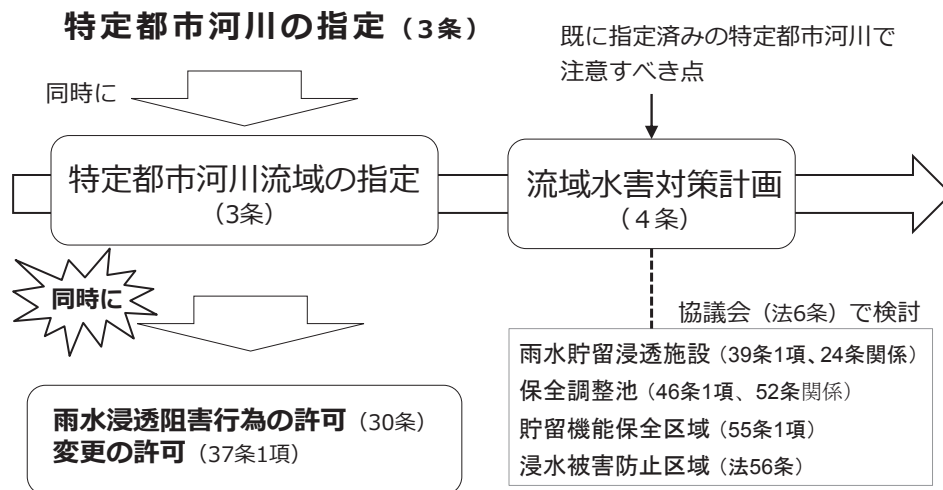 特定都市河川の指定（3条）
既に指定済みの特定都市河川で
注意すべき点
同時に
特定都市河川流域の指定
（3条）
流域水害対策計画
（４条）
同時に
協議会（法6条）で検討
雨水貯留浸透施設（39条1項、24条関係）
保全調整池（46条1項、52条関係）
貯留機能保全区域（55条1項）
浸水被害防止区域（法56条）
雨水浸透阻害行為の許可（30条）
変更の許可（37条1項）